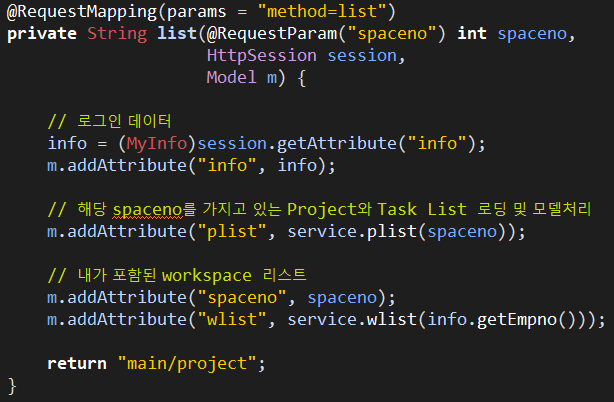 @RequestMapping(params = "method=list")
private String list(@RequestParam("spaceno") int spaceno,
HttpSession session,
Model m) {
// 로그인 데이터
info = (MyInfo)session.getAttribute("info");
m.addAttribute("info", info);
// 해당 spaceno를 가지고 있는 Project와 Task List 로딩 및 모델처리
m.addAttribute("plist", service.plist(spaceno));
// 내가 포함된 workspace 리스트
m.addAttribute("spaceno", spaceno);
m.addAttribute("wlist", service.wlist(info.getEmpno()));
return "main/project";
}